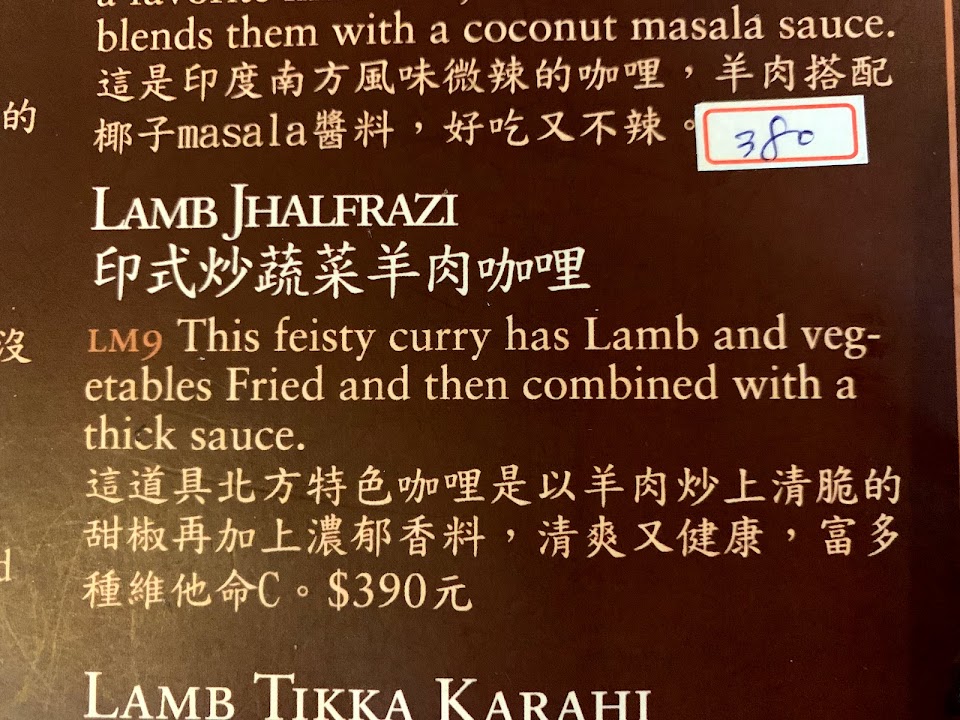 blends them with a coconut masala sauce.
這是印度南方風味微辣的咖哩，羊肉搭配
的
椰子masala醬料，好吃又不辣。
380
LAMB JHALFRAZI
印式炒蔬菜羊肉咖哩
LM9 This feisty curry has Lamb and veg-
沒
etables Fried and then combined with a
thick sauce.
這道具北方特色咖哩是以羊肉炒上清脆的
甜椒再加上濃郁香料，清爽又健康，富多
種維他命C。$390元
LAMB TIKKA KARAHI